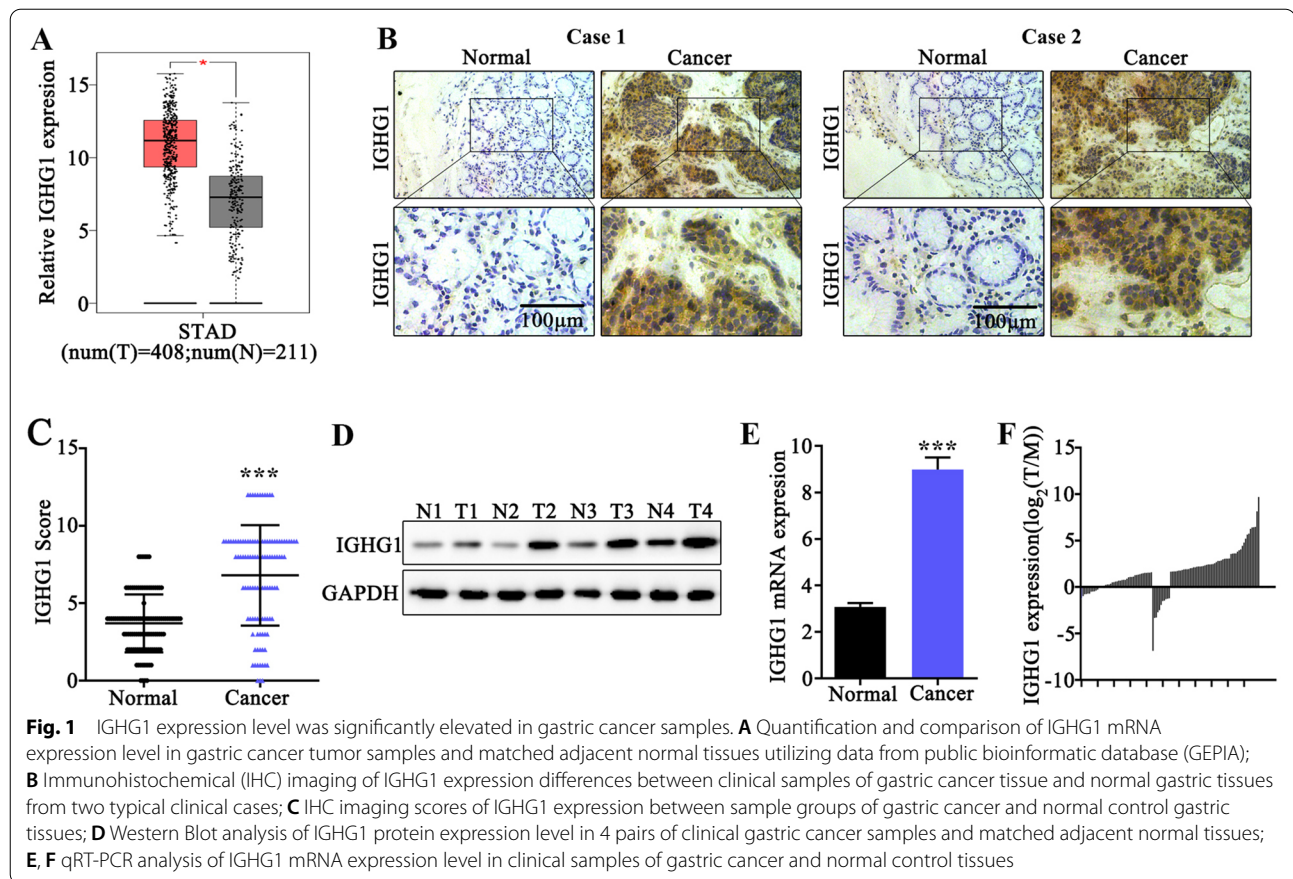 A
Relative IGHG1 expression
15
10
5
0
*
STAD
(num(T)=408;num(N)=211)
B
Case 1
Normal Cancer
IGHG1
IGHG1
100μm
Case 2
Normal Cancer
IGHG1
IGHG1
100μm
C
IGHG1 Score
15
10
5
0
***
Normal Cancer
D
N1 T1 N2 T2 N3 T3 N4 T4
IGHG1
GAPDH
E
IGHG1 mRNA expression
10
8
6
4
2
0
***
Normal Cancer
F
IGHG1 expression(log2(T/M))
15
10
5
0
-5
-10
Fig. 1 IGHG1 expression level was significantly elevated in gastric cancer samples. A Quantification and comparison of IGHG1 mRNA
expression level in gastric cancer tumor samples and matched adjacent normal tissues utilizing data from public bioinformatic database (GEPIA);
B Immunohistochemical (IHC) imaging of IGHG1 expression differences between clinical samples of gastric cancer tissue and normal gastric tissues
from two typical clinical cases; C IHC imaging scores of IGHG1 expression between sample groups of gastric cancer and normal control gastric
tissues; D Western Blot analysis of IGHG1 protein expression level in 4 pairs of clinical gastric cancer samples and matched adjacent normal tissues;
E, F qRT-PCR analysis of IGHG1 mRNA expression level in clinical samples of gastric cancer and normal control tissues